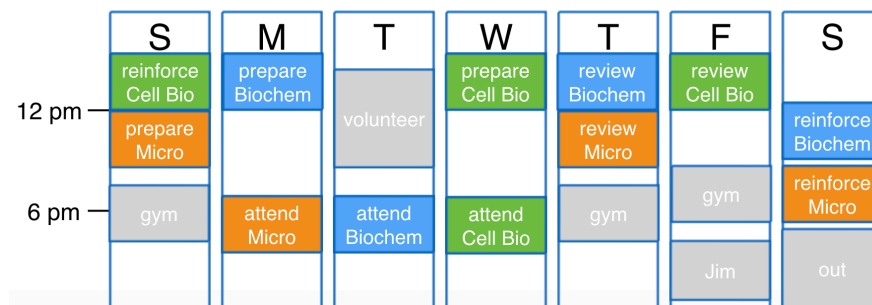 S M T W T F S
reinforce
Cell Bio
prepare
Biochem
prepare
Cell Bio
review
Biochem
review
Cell Bio
12 pm
prepare
Micro
volunteer
review
Micro
reinforce
Biochem
6 pm
gym
attend
Micro
attend
Biochem
attend
Cell Bio
gym
gym
reinforce
Micro
Jim
out